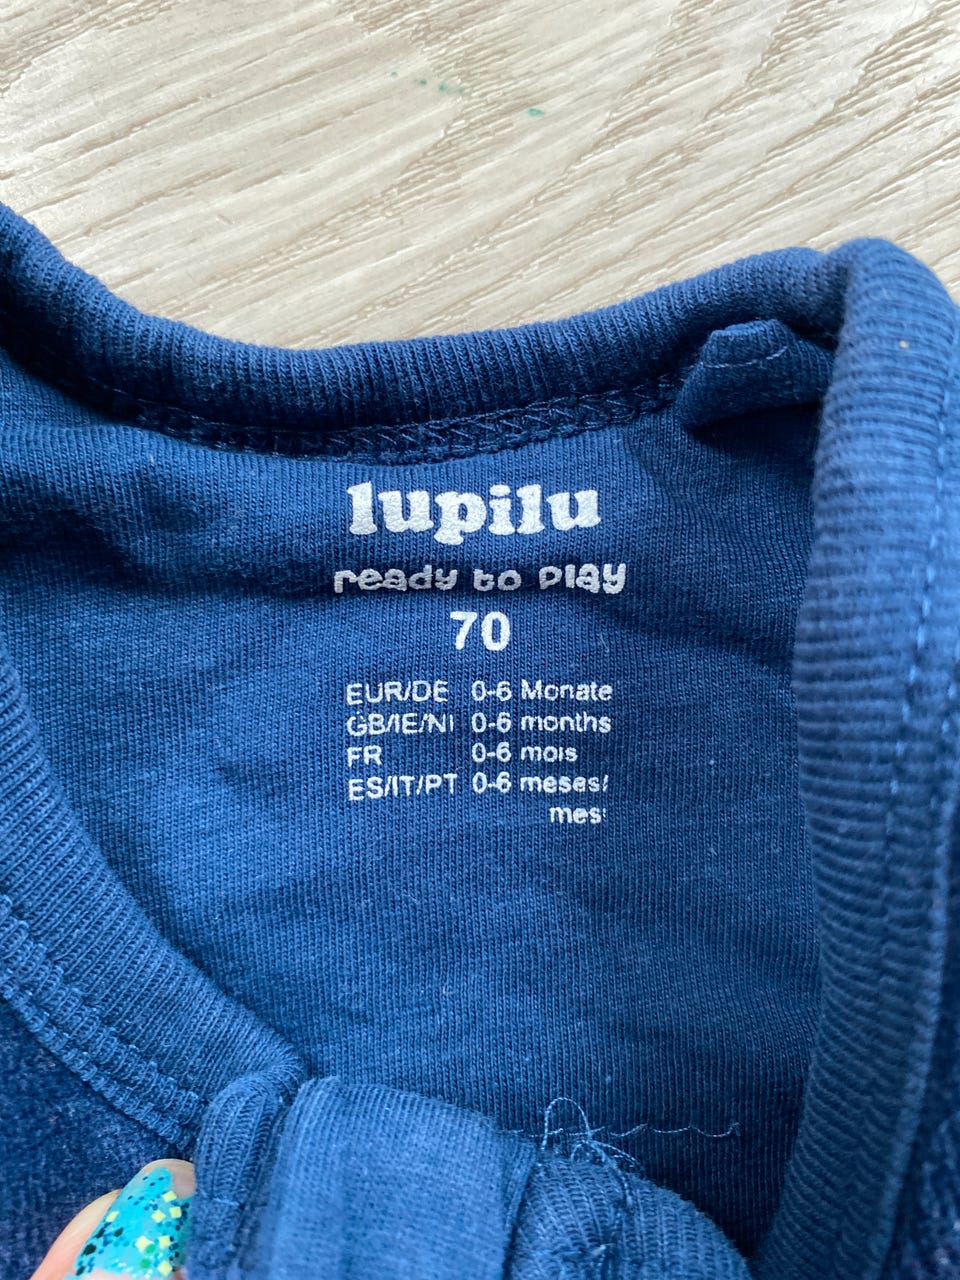 lupilu
ready to play
70
EUR/DE 0-6 Monate
GB/IE/NI 0-6 months
FR 0-6 mois
ES/IT/PT 0-6 meses/
mesi